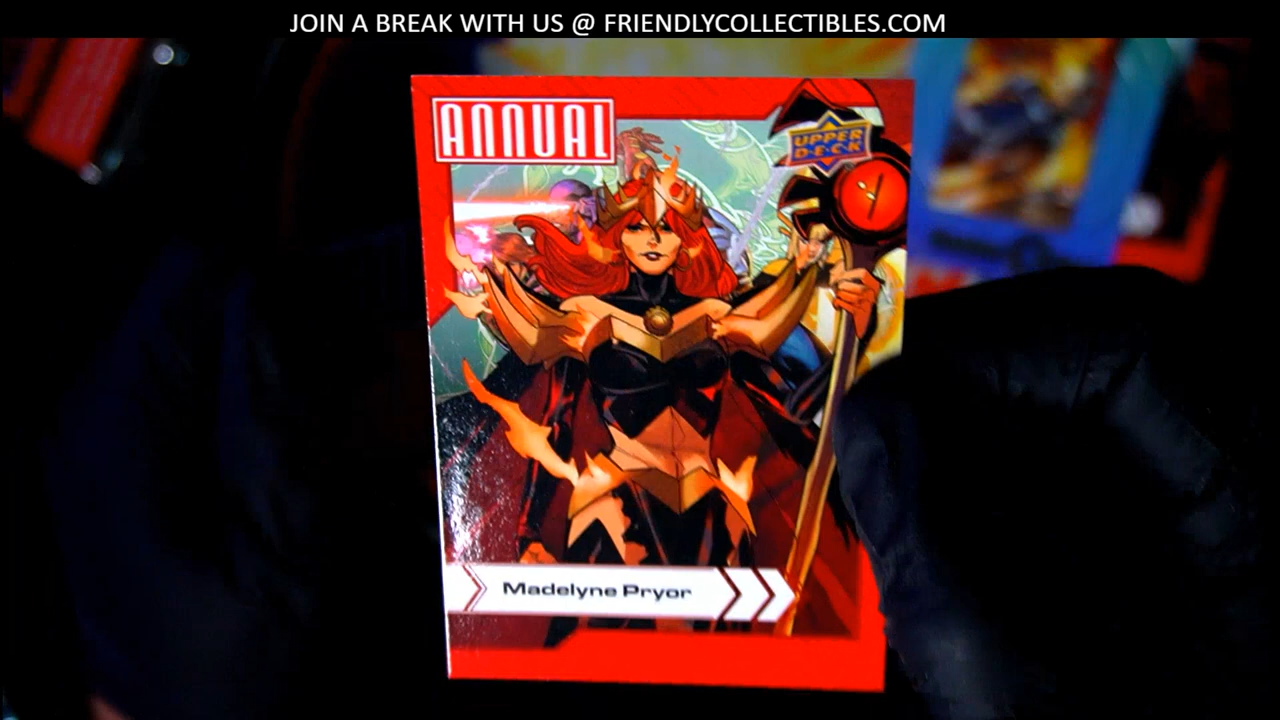 JOIN A BREAK WITH US @ FRIENDLYCOLLECTIBLES.COM
ANNUAL
UPPER
DECK
Madelyne Pryor